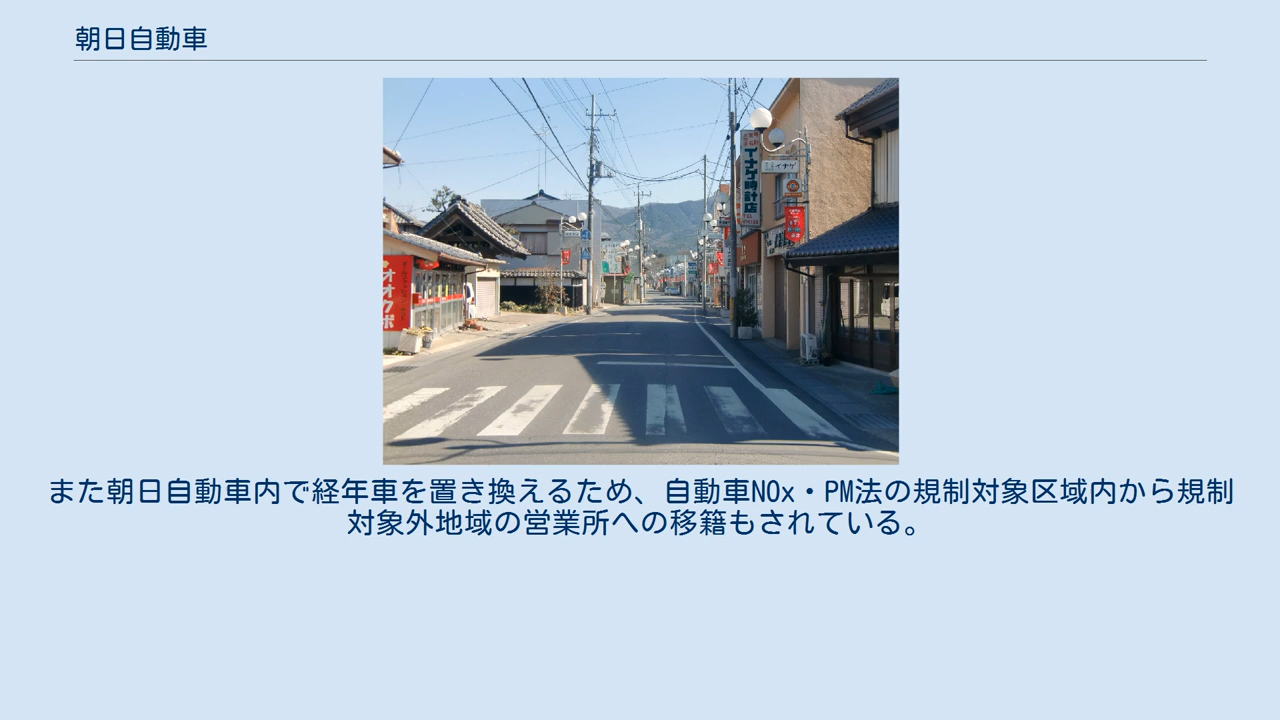 朝日自動車
イナゲ時計店
イナゲ
オオクボ
また朝日自動車内で経年車を置き換えるため、自動車NOx・PM法の規制対象区域内から規制
対象外地域の営業所への移籍もされている。